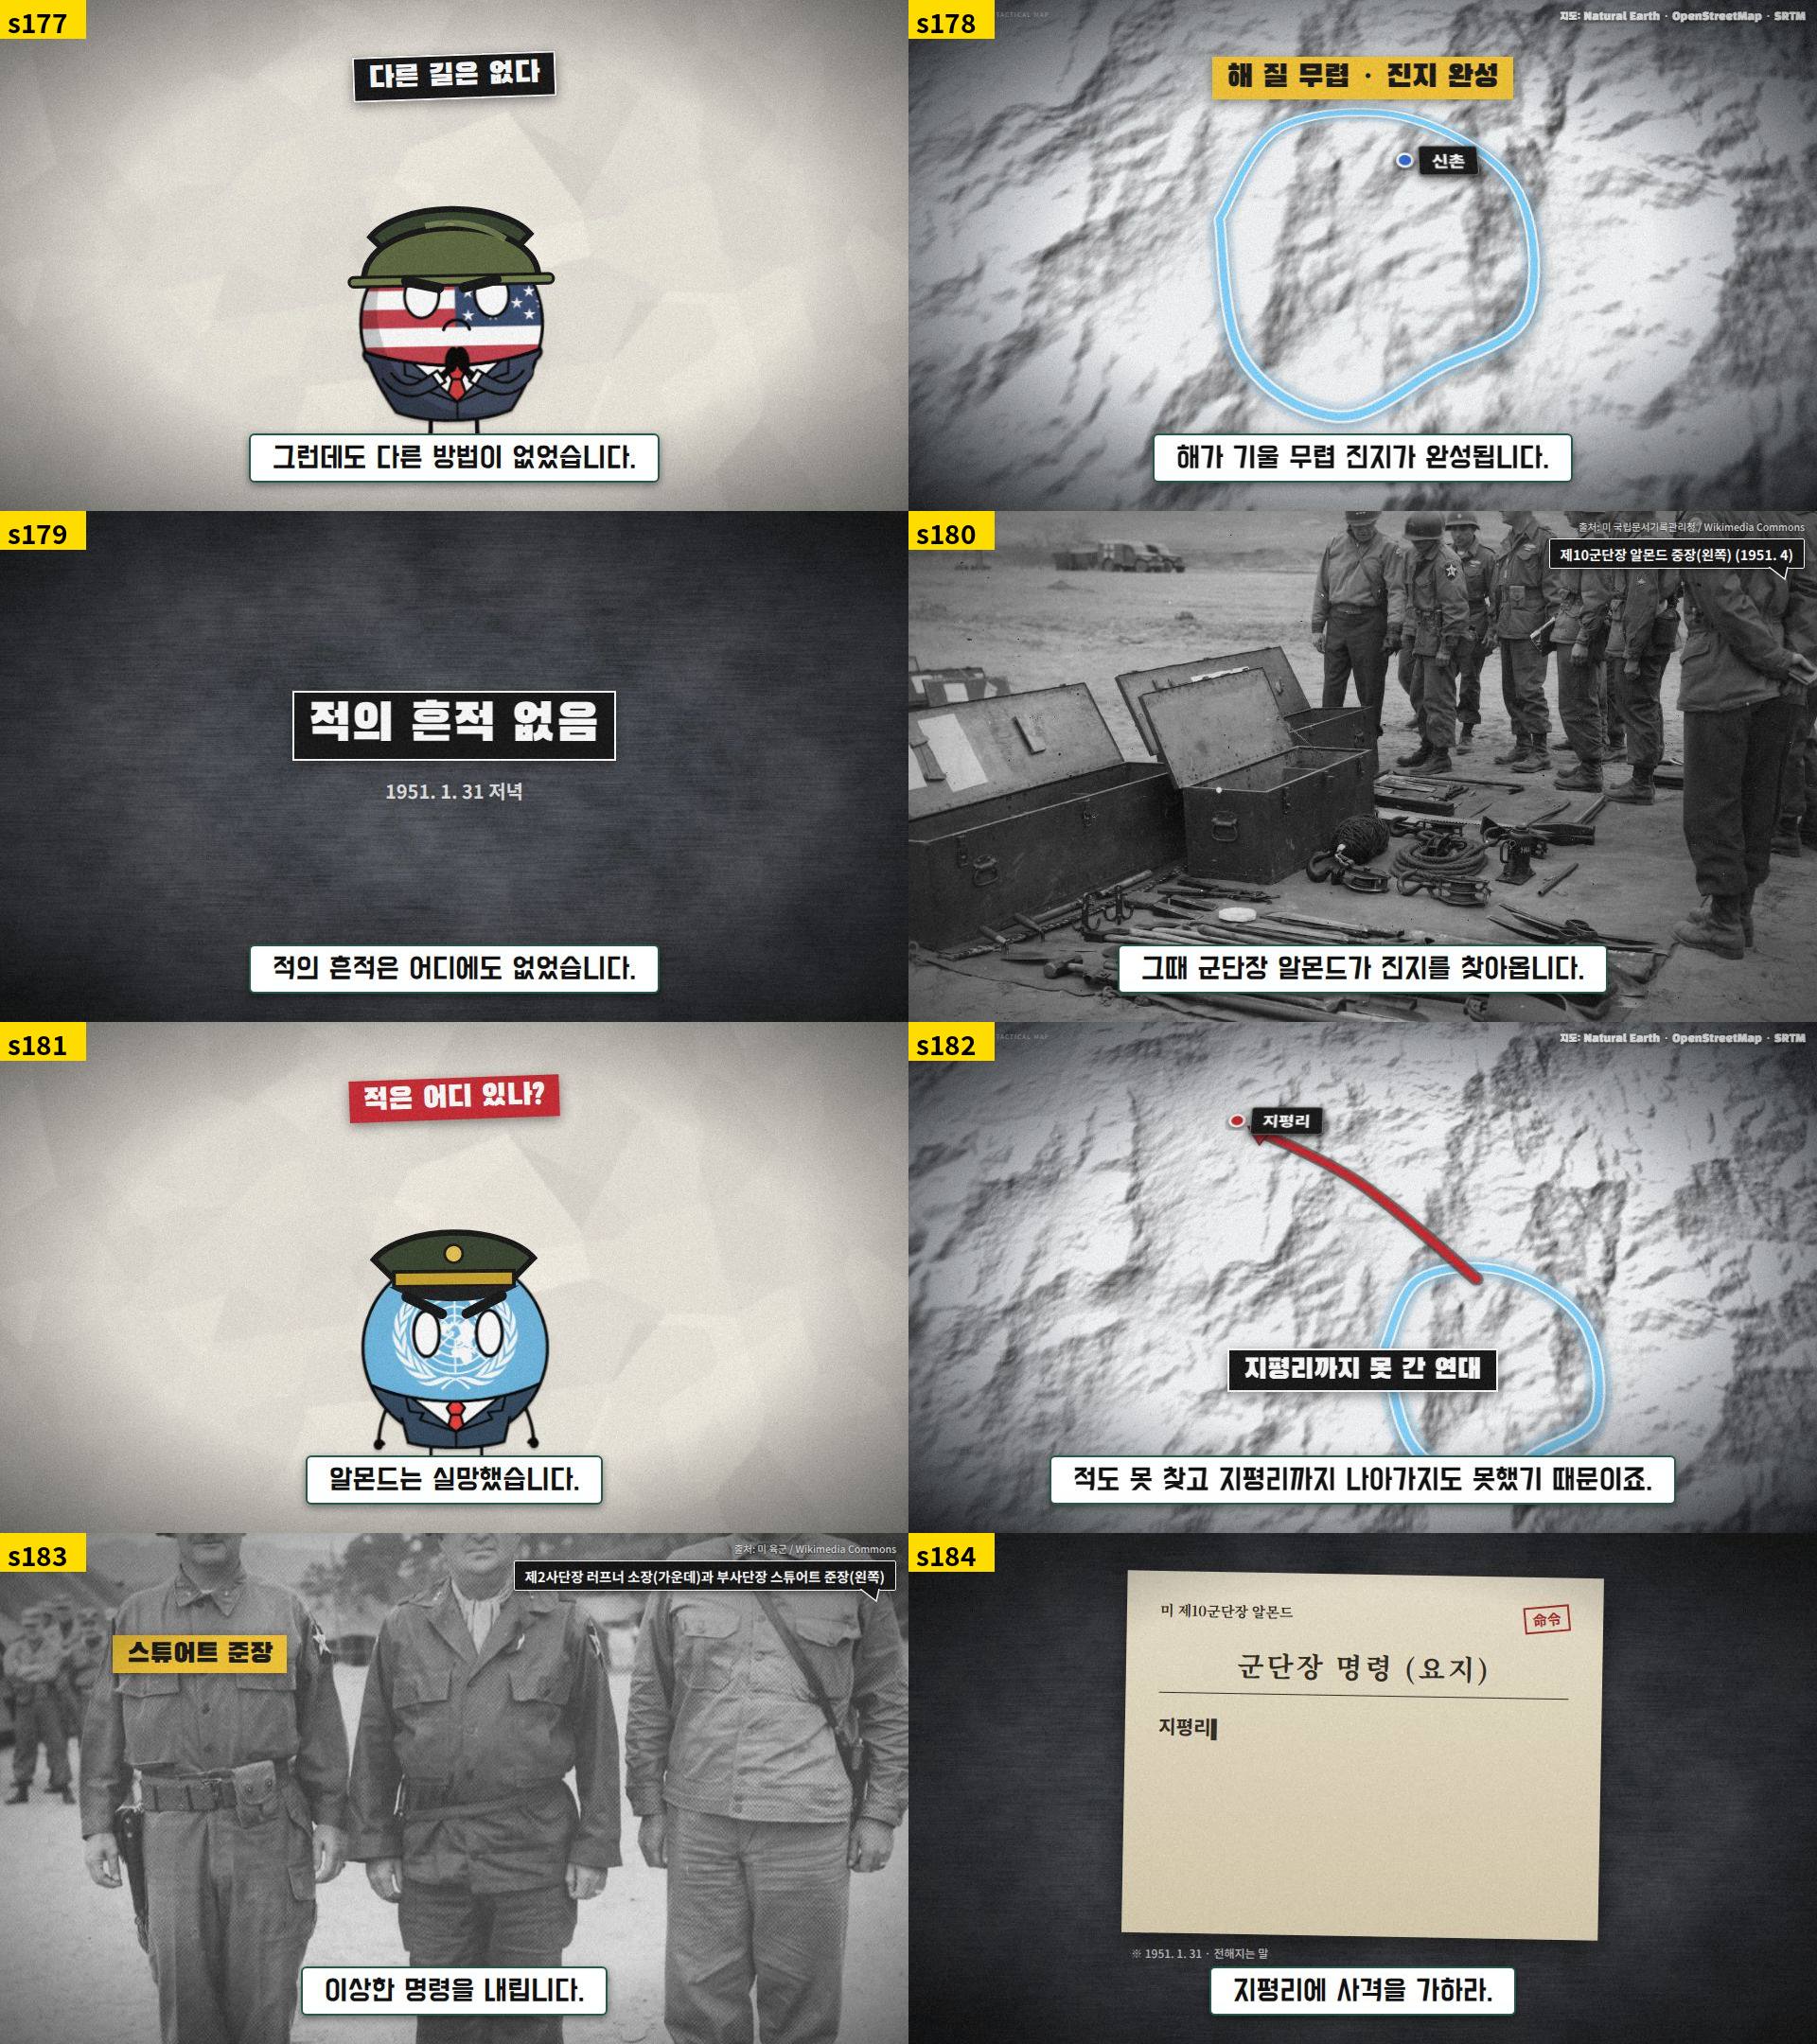 s177
다른 길은 없다
그런데도 다른 방법이 없었습니다.
s178
TACTICAL MAP
지도: Natural Earth · OpenStreetMap · SRTM
해 질 무렵 · 진지 완성
신촌
해가 기울 무렵 진지가 완성됩니다.
s179
적의 흔적 없음
1951. 1. 31 저녁
적의 흔적은 어디에도 없었습니다.
s180
출처: 미 국립문서기록관리청 / Wikimedia Commons
제10군단장 알몬드 중장(왼쪽) (1951. 4)
그때 군단장 알몬드가 진지를 찾아옵니다.
s181
적은 어디 있나?
알몬드는 실망했습니다.
s182
TACTICAL MAP
지도: Natural Earth · OpenStreetMap · SRTM
지평리
지평리까지 못 간 연대
적도 못 찾고 지평리까지 나아가지도 못했기 때문이죠.
s183
출처: 미 육군 / Wikimedia Commons
제2사단장 러프너 소장(가운데)과 부사단장 스튜어트 준장(왼쪽)
스튜어트 준장
이상한 명령을 내립니다.
s184
미 제10군단장 알몬드
命令
군단장 명령 (요지)
지평리
※ 1951. 1. 31 · 전해지는 말
지평리에 사격을 가하라.